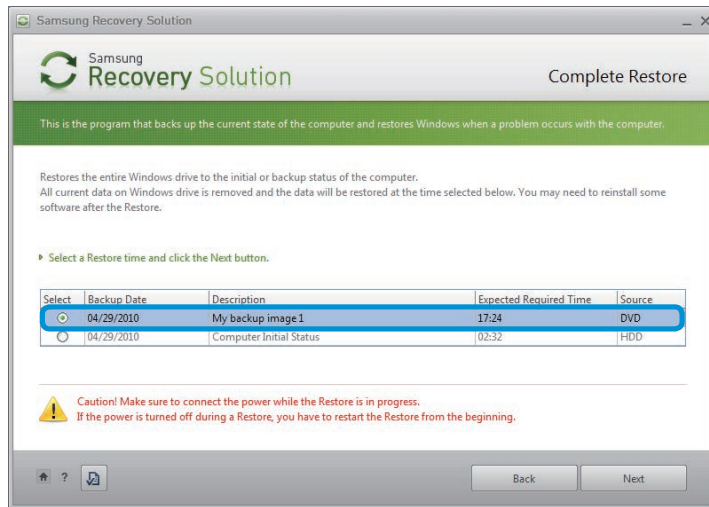 Samsung Recovery Solution
Samsung
Recovery Solution
Complete Restore
This is the program that backs up the current state of the computer and restores Windows when a problem occurs with the computer.
Restores the entire Windows drive to the initial or backup status of the computer.
All current data on Windows drive is removed and the data will be restored at the time selected below. You may need to reinstall some
software after the Restore.
Select a Restore time and click the Next button.
Select Backup Date Description Expected Required Time Source
04/29/2010 My backup image 1 17:24 DVD
04/29/2010 Computer Initial Status 02:32 HDD
Caution! Make sure to connect the power while the Restore is in progress.
If the power is turned off during a Restore, you have to restart the Restore from the beginning.
? Back Next